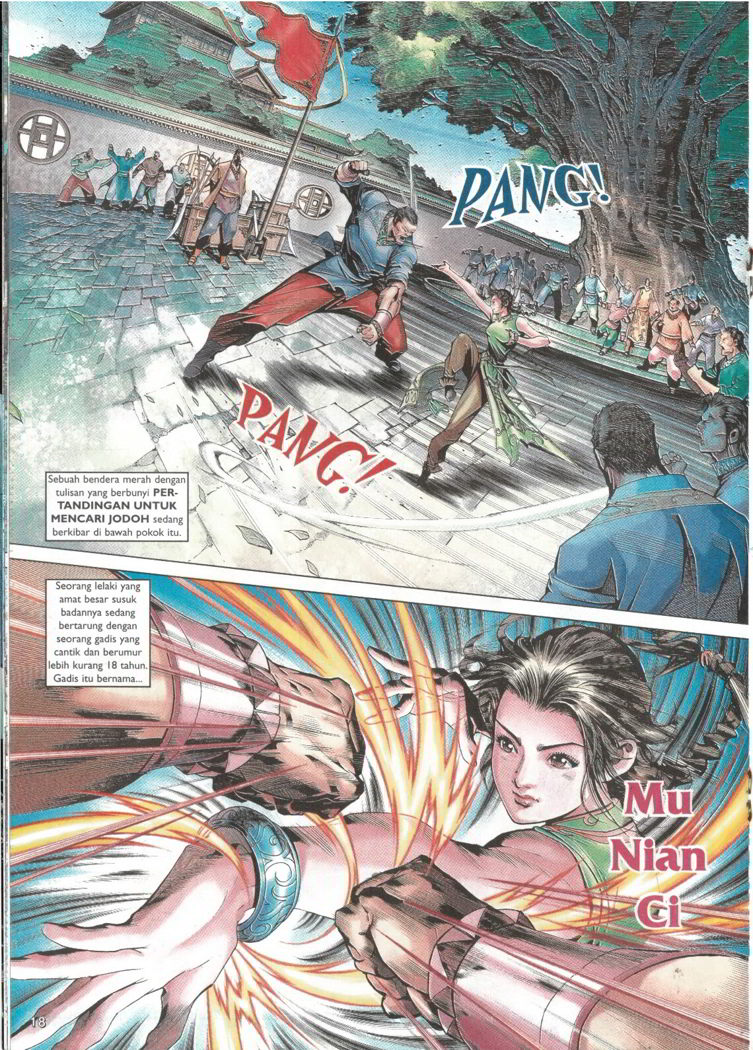 PANG!
PANG!
Sebuah bendera merah dengan
tulisan yang berbunyi PER-
TANDINGAN UNTUK
MENCARI JODOH sedang
berkibar di bawah pokok itu.
Seorang lelaki yang
amat besar susuk
badannya sedang
bertarung dengan
seorang gadis yang
cantik dan berumur
lebih kurang 18 tahun.
Gadis itu bernama...
Mu
Nian
Ci
18